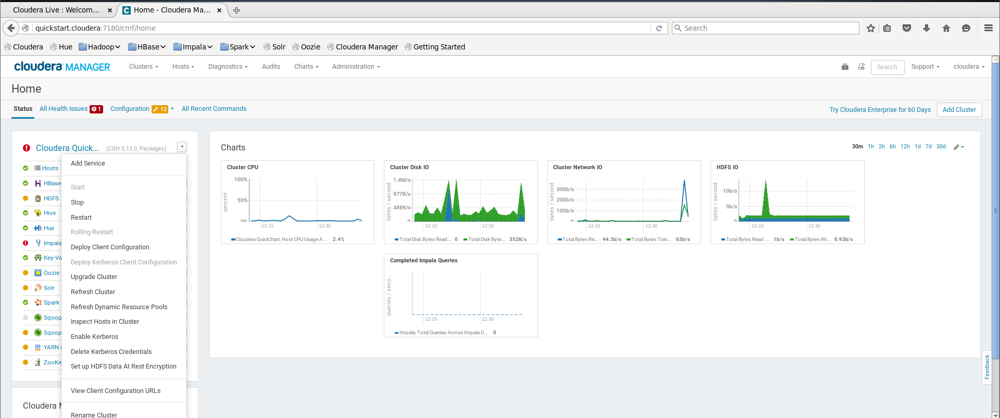 Cloudera Live : Welcom...
Home - Cloudera Ma...
quickstart.cloudera:7180/cmf/home
Search
Cloudera
Hue
Hadoop
HBase
Impala
Spark
Solr
Oozie
Cloudera Manager
Getting Started
cloudera MANAGER
Clusters
Hosts
Diagnostics
Audits
Charts
Administration
Search
Support
cloudera
Home
Status
All Health Issues 1
Configuration 12
All Recent Commands
Try Cloudera Enterprise for 60 Days
Add Cluster
Cloudera Quick... (CDH 5.13.0, Packages)
Hosts
HBase
HDFS
Hive
Hue
Impala
Key-Va
Oozie
Solr
Spark
Sqoop
Sqoop
YARN (
ZooKe
Cloudera M
Add Service
Start
Stop
Restart
Rolling Restart
Deploy Client Configuration
Deploy Kerberos Client Configuration
Upgrade Cluster
Refresh Cluster
Refresh Dynamic Resource Pools
Inspect Hosts in Cluster
Enable Kerberos
Delete Kerberos Credentials
Set up HDFS Data At Rest Encryption
View Client Configuration URLs
Rename Cluster
Charts
30m 1h 2h 6h 12h 1d 7d 30d
Cluster CPU
percent
100%
50%
0%
12:15
12:30
Cloudera QuickStart, Host CPU Usage A... 2.4%
Cluster Disk IO
bytes / second
1.4M/s
977K/s
488K/s
0
12:15
12:30
Total Disk Bytes Read... 0
Total Disk Byte... 352K/s
Cluster Network IO
bytes / second
300b/s
200b/s
100b/s
0
12:15
12:30
Total Bytes Re... 44.3b/s
Total Bytes Tran... 63b/s
HDFS IO
bytes / second
10b/s
5b/s
0
12:15
12:30
Total Bytes Read ... 1b/s
Total Bytes Wr... 0.93b/s
Completed Impala Queries
queries / seco...
12:15
12:30
Impala, Total Queries Across Impala D... 0
Feedback